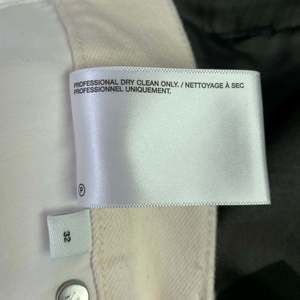 PROFESSIONAL DRY CLEAN ONLY. / NETTOYAGE À SEC
PROFESSIONNEL UNIQUEMENT.
P
32